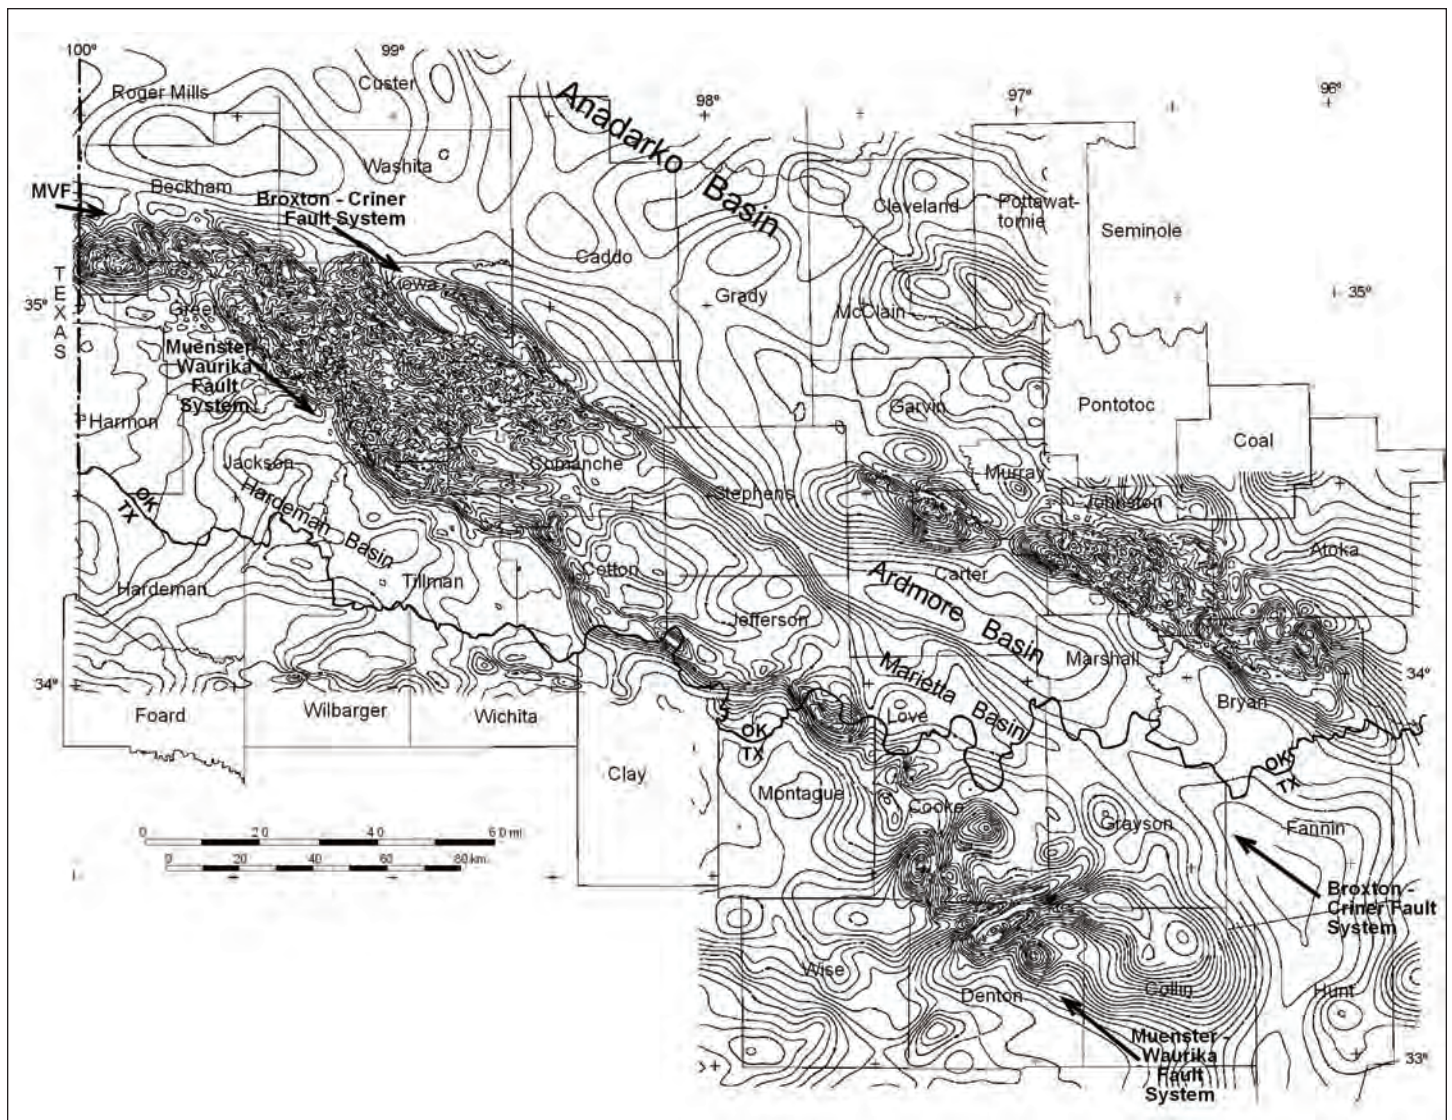 100°
99°
98°
97°
96°
Roger Mills
Custer
Anadarko Basin
Washita
MVF
Beckham
Broxton - Criner
Fault System
Cleveland
Pottawat-
tomie
Seminole
Caddo
Kiowa
Grady
McClain
TEXAS
35°
35°
Greer
Muenster-
Waurika
Fault
System
Harmon
Garvin
Pontotoc
Coal
Jackson
Comanche
Murray
Stephens
Johnston
OK
TX
Hardeman Basin
Atoka
Hardeman
Tillman
Cotton
Carter
Ardmore Basin
Jefferson
Marshall
Marietta Basin
34°
34°
Foard
Wilbarger
Wichita
Love
Bryan
OK
TX
OK
TX
Clay
Montague
Cooke
Grayson
Fannin
0 20 40 60 mi.
0 20 40 60 80 km.
Broxton -
Criner Fault
System
Wise
Denton
Collin
Hunt
Muenster -
Waurika
Fault
System
33°